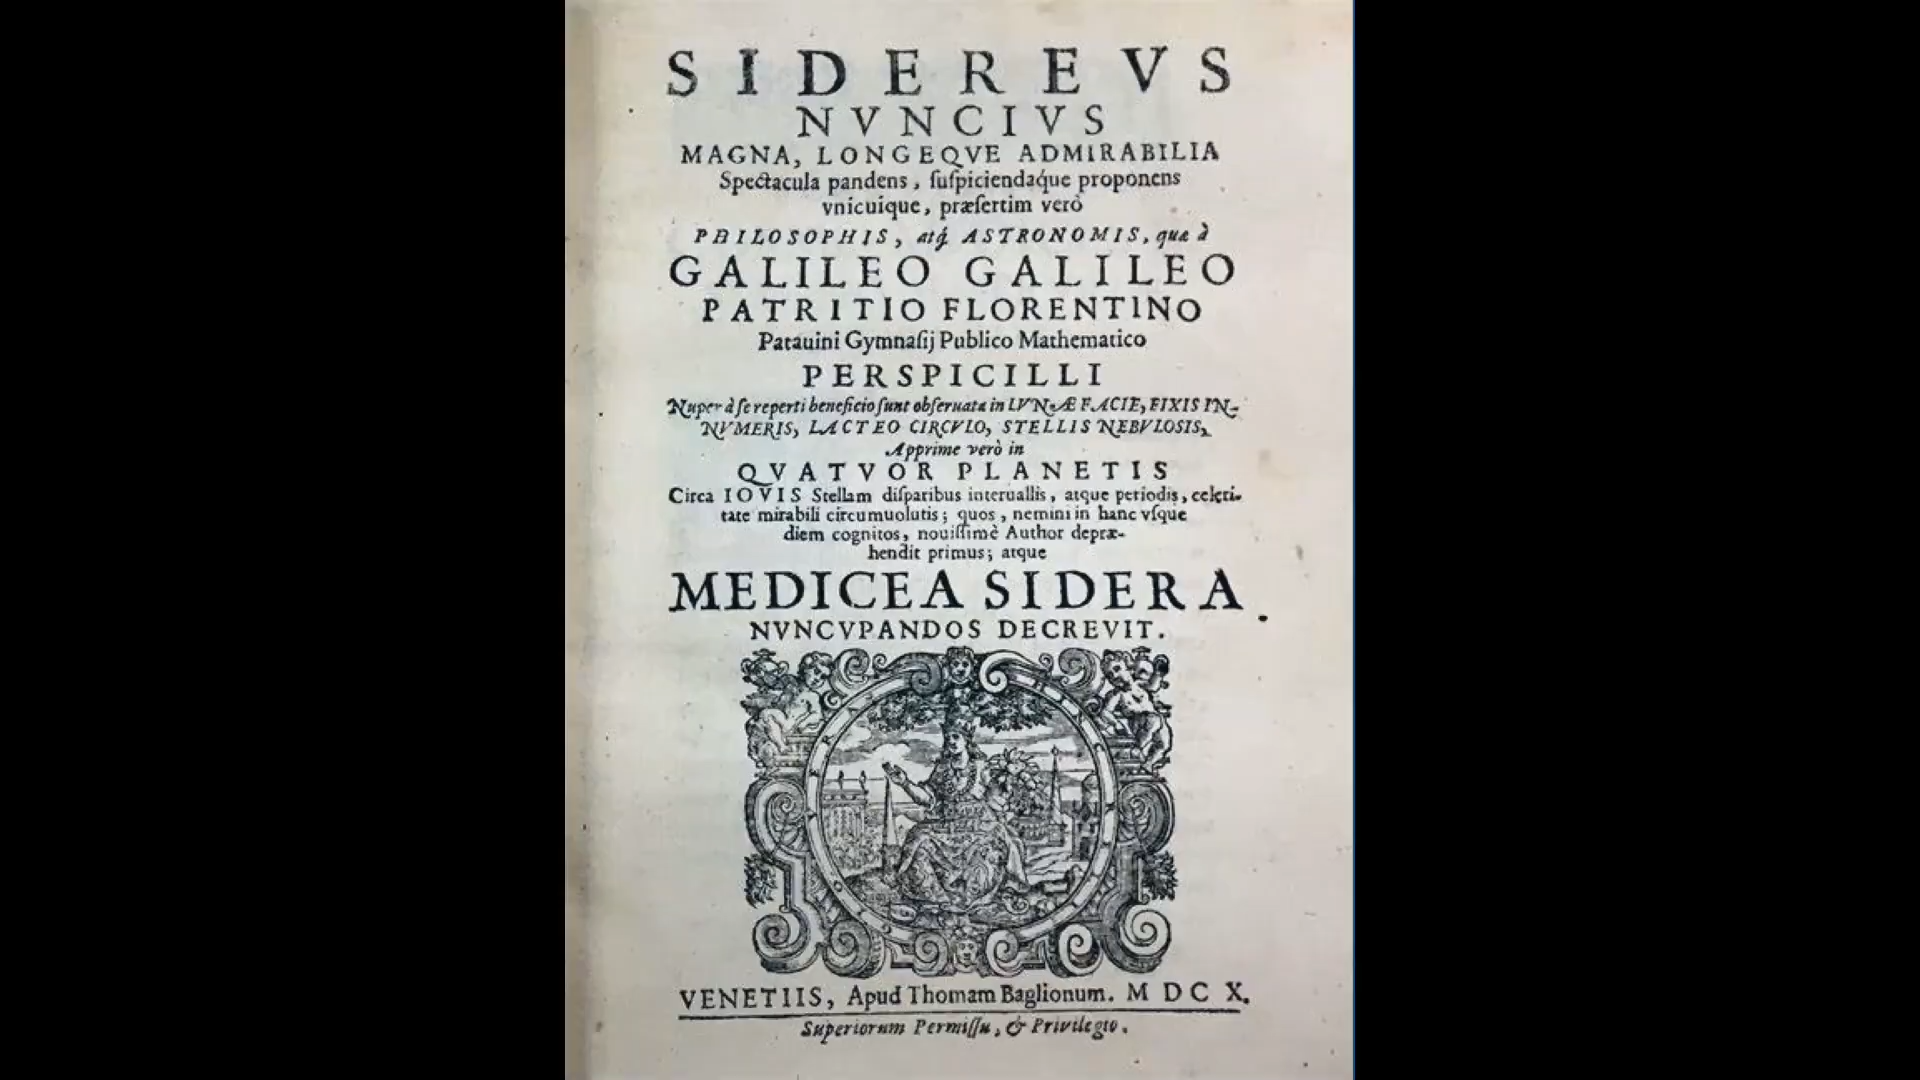 SIDEREVS
NVNCIVS
MAGNA, LONGEQVE ADMIRABILIA
Spectacula pandens, ſuſpiciendáque proponens
vnicuique, præſertim verò
PHILOSOPHIS, atq́ ASTRONOMIS, quæ à
GALILEO GALILEO
PATRITIO FLORENTINO
Patauini Gymnaſij Publico Mathematico
PERSPICILLI
Nuper à ſe reperti beneficio ſunt obſeruata in LVNÆ FACIE, FIXIS IN-
NVMERIS, LACTEO CIRCVLO, STELLIS NEBVLOSIS,
Apprime verò in
QVATVOR PLANETIS
Circa IOVIS Stellam diſparibus interuallis, atque periodis, celeri-
tate mirabili circumuolutis; quos, nemini in hanc vſque
diem cognitos, nouiſſimè Author depræ-
hendit primus; atque
MEDICEA SIDERA
NVNCVPANDOS DECREVIT.
VENETIIS, Apud Thomam Baglionum. M DC X.
Superiorum Permiſſu, & Privilegio.